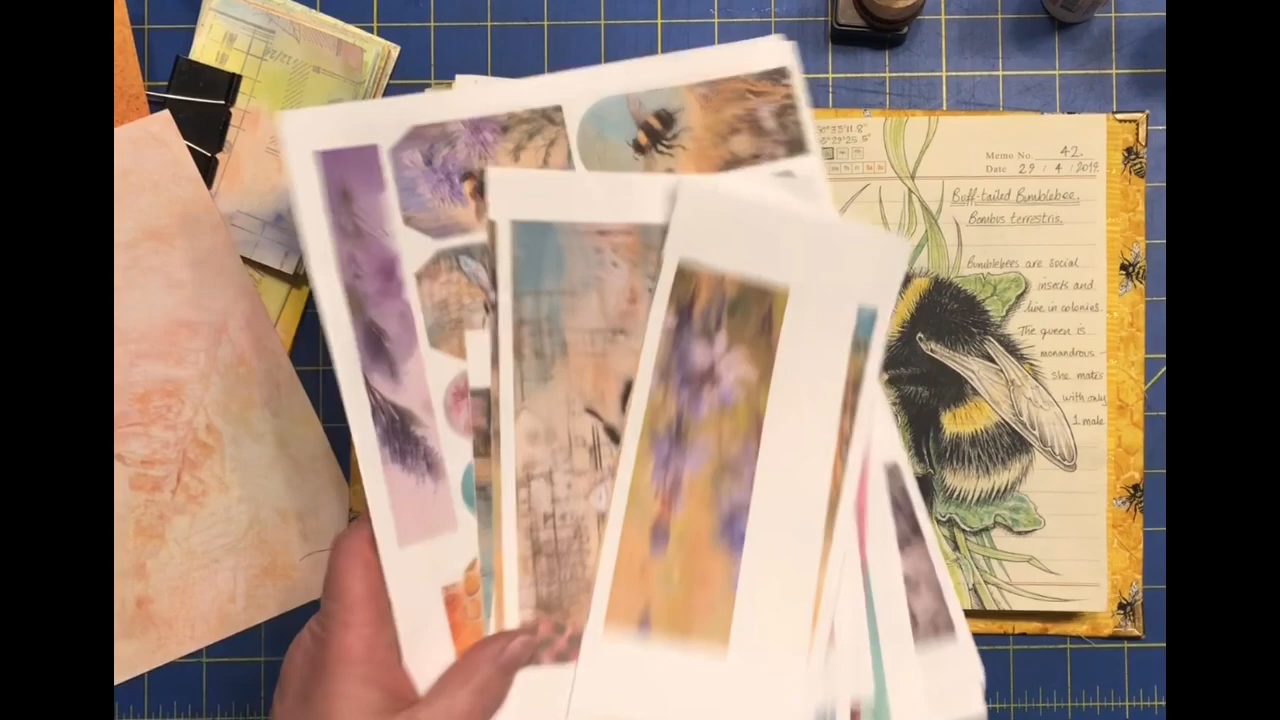 Memo No. 42.
Date 29 / 4 / 2019.
Buff-tailed Bumblebee.
Bombus terrestris.
Bumblebees are social
insects and
live in colonies.
The queen is
monandrous -
she mates
with only
1 male